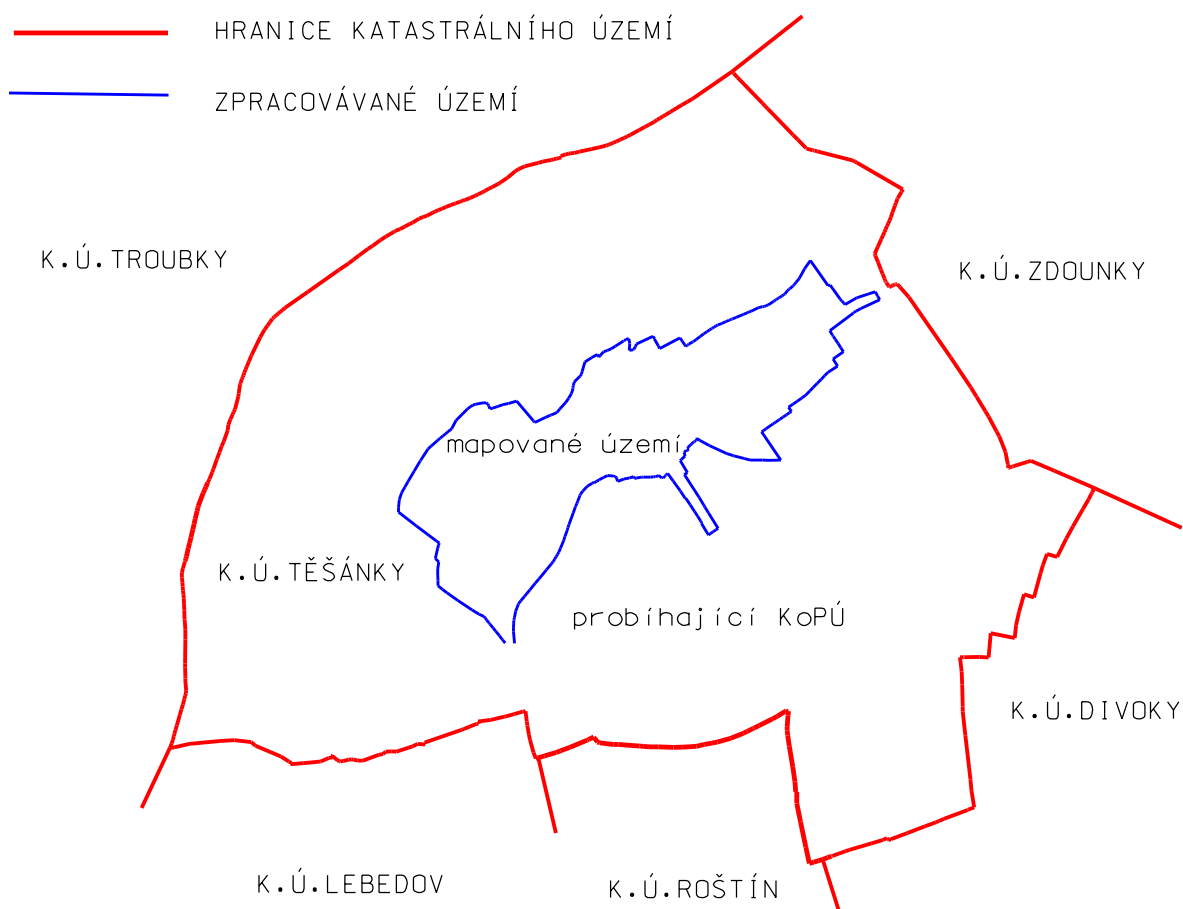 HRANICE KATASTRÁLNÍHO ÚZEMÍ
ZPRACOVÁVANÉ ÚZEMÍ
K.Ú.TROUBKY
K.Ú.ZDOUNKY
mapované území
K.Ú.TĚŠÁNKY
probíhající KoPÚ
K.Ú.DIVOKY
K.Ú.LEBEDOV
K.Ú.ROŠTÍN